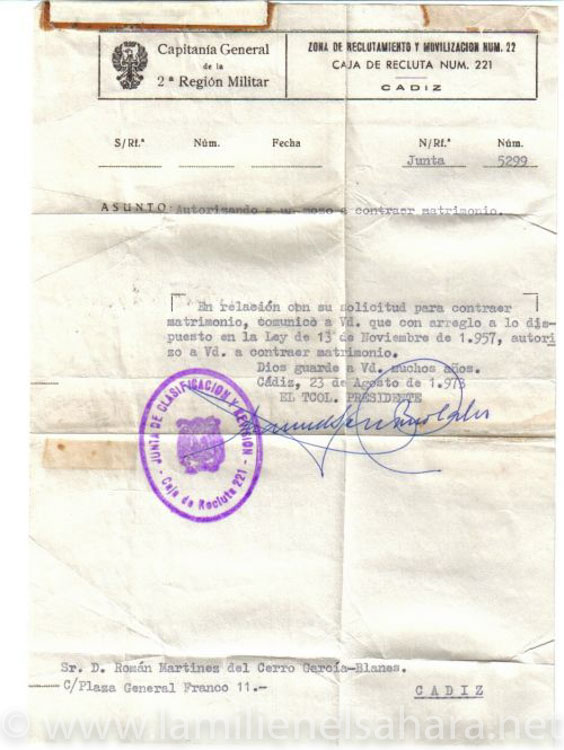 Capitanía General
de la
2ª Región Militar
ZONA DE RECLUTAMIENTO Y MOVILIZACION NUM. 22
CAJA DE RECLUTA NUM. 221
CADIZ
S/Rf.ª Núm. Fecha N/Rf.ª Núm.
Junta 5299
ASUNTO: Autorizando a un mozo a contraer matrimonio.
En relación con su solicitud para contraer
matrimonio, comunico a Vd. que con arreglo a lo dis-
puesto en la Ley de 13 de Noviembre de 1.957, autori
zo a Vd. a contraer matrimonio.
Dios guarde a Vd. muchos años.
Cádiz, 23 de Agosto de 1.973
EL TCOL. PRESIDENTE
JUNTA DE CLASIFICACION Y REVISION
- Caja de Recluta 221 -
Sr. D. Román Martinez del Cerro García-Blanes.
C/Plaza General Franco 11.-
CADIZ
© www.lamilienelsahara.net